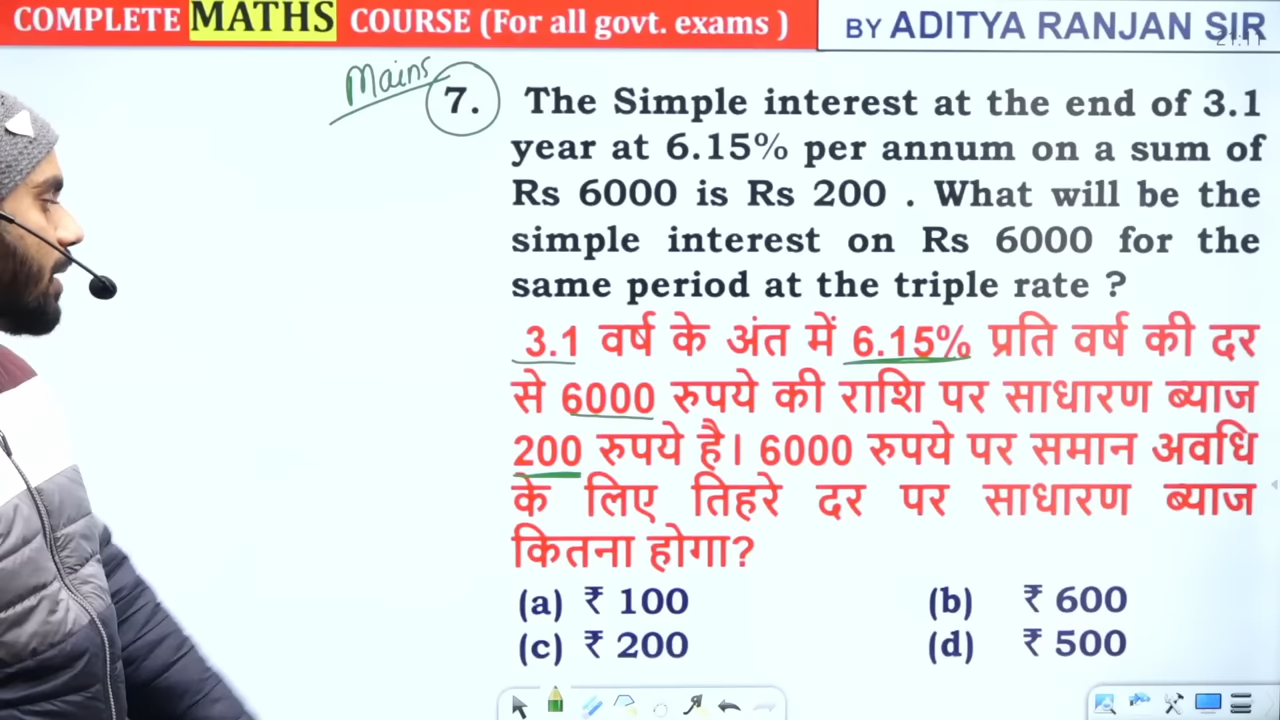 COMPLETE MATHS COURSE (For all govt. exams )
BY ADITYA RANJAN SIR
21:11
Mains
7. The Simple interest at the end of 3.1
year at 6.15% per annum on a sum of
Rs 6000 is Rs 200 . What will be the
simple interest on Rs 6000 for the
same period at the triple rate ?
3.1 वर्ष के अंत में 6.15% प्रति वर्ष की दर
से 6000 रुपये की राशि पर साधारण ब्याज
200 रुपये है। 6000 रुपये पर समान अवधि
के लिए तिहरे दर पर साधारण ब्याज
कितना होगा?
(a) ₹ 100 (b) ₹ 600
(c) ₹ 200 (d) ₹ 500